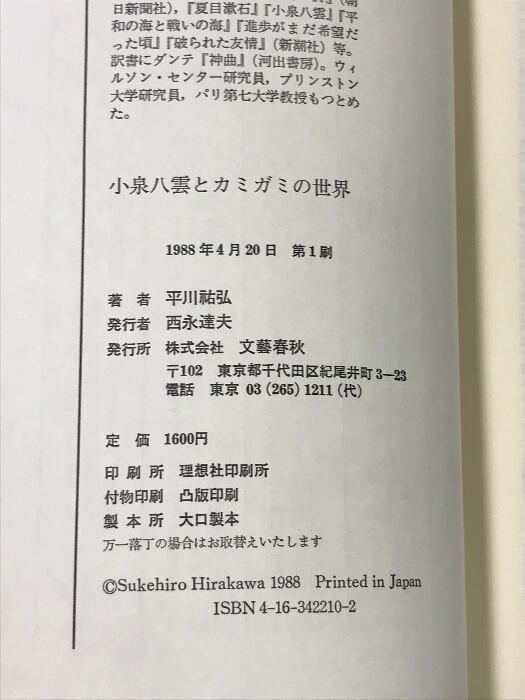 日新聞社),『夏目漱石』『小泉八雲』『平
和の海と戦いの海』『進歩がまだ希望だ
った頃』『破られた友情』(新潮社)等。
訳書にダンテ『神曲』(河出書房)。ウィ
ルソン・センター研究員,プリンストン
大学研究員,パリ第七大学教授もつとめ
た。
小泉八雲とカミガミの世界
1988年4月20日 第1刷
著者 平川祐弘
発行者 西永達夫
発行所 株式会社 文藝春秋
〒102 東京都千代田区紀尾井町3―23
電話 東京 03(265)1211(代)
定価 1600円
印刷所 理想社印刷所
付物印刷 凸版印刷
製本所 大口製本
万一落丁の場合はお取替えいたします
©Sukehiro Hirakawa 1988 Printed in Japan
ISBN 4-16-342210-2